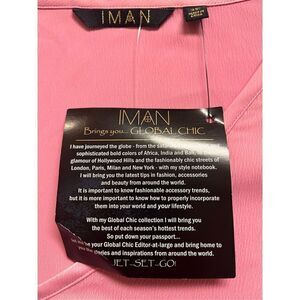 IMAN
IMAN
Brings you... GLOBAL CHIC
I have journeyed the globe - from the
sophisticated bold colors of Africa, India and Bali, to the
glamour of Hollywood Hills and the fashionably chic streets of
London, Paris, Milan and New York - with my style notebook.
I will bring you the latest tips in fashion, accessories
and beauty from around the world.
It is important to know fashionable accessory trends,
but it is more important to know how to properly incorporate
them into your world and your lifestyle.
With my Global Chic collection I will bring you
the best of each season's hottest trends.
So put down your passport...
be your Global Chic Editor-at-large and bring home to
you the stories and inspirations from around the world.
JET...SET...GO!